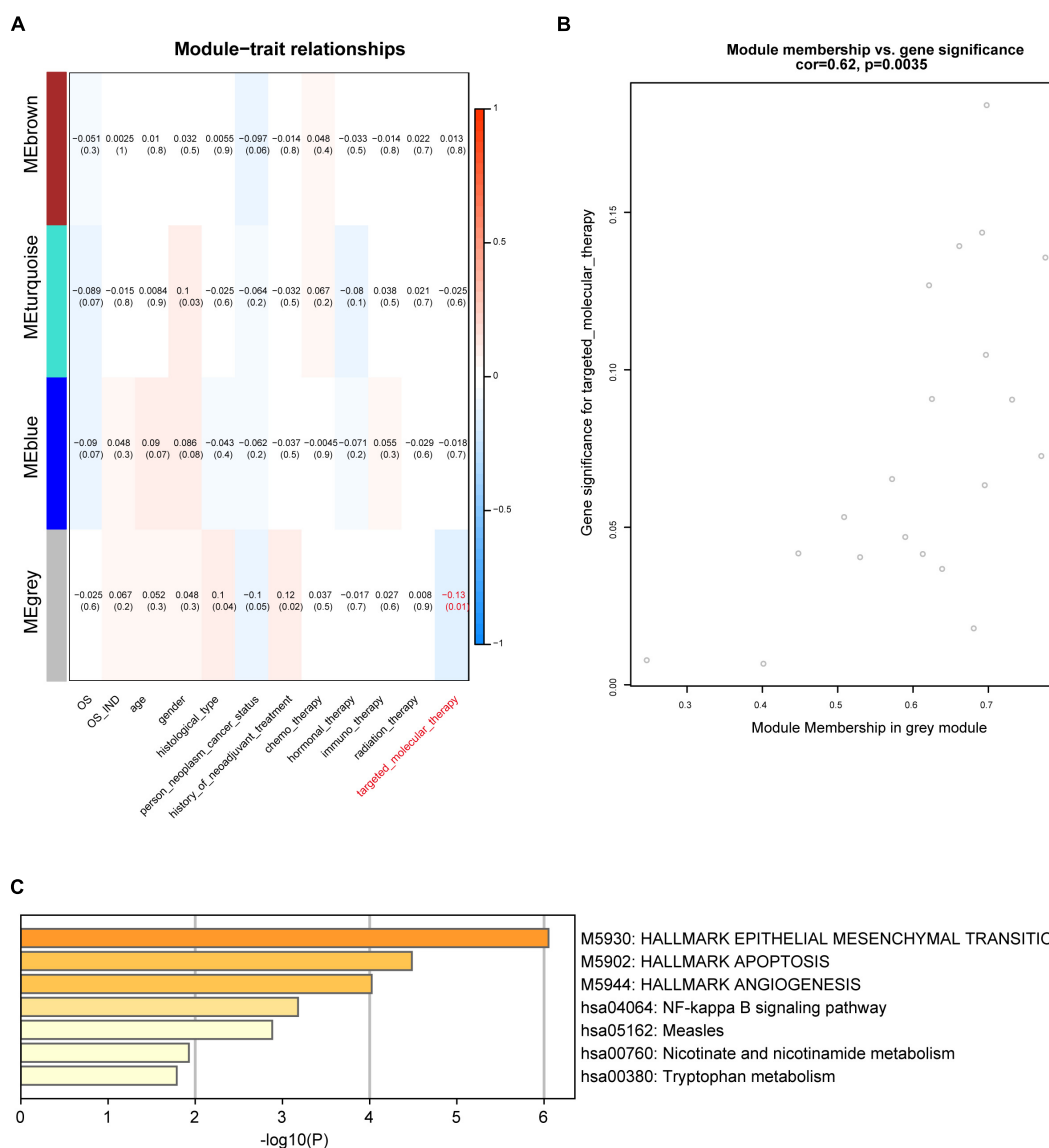 A
Module−trait relationships
MEbrown
−0.051 0.0025 0.01 0.032 0.0055 −0.097 −0.014 0.048 −0.033 −0.014 0.022 0.013
(0.3) (1) (0.8) (0.5) (0.9) (0.06) (0.8) (0.4) (0.5) (0.8) (0.7) (0.8)
MEturquoise
−0.089 −0.015 0.0084 0.1 −0.025 −0.064 −0.032 0.067 −0.08 0.038 0.021 −0.025
(0.07) (0.8) (0.9) (0.03) (0.6) (0.2) (0.5) (0.2) (0.1) (0.5) (0.7) (0.6)
MEblue
−0.09 0.048 0.09 0.086 −0.043 −0.062 −0.037 −0.0045 −0.071 0.055 −0.029 −0.018
(0.07) (0.3) (0.07) (0.08) (0.4) (0.2) (0.5) (0.9) (0.2) (0.3) (0.6) (0.7)
MEgrey
−0.025 0.067 0.052 0.048 0.1 −0.1 0.12 0.037 −0.017 0.027 0.008 −0.13
(0.6) (0.2) (0.3) (0.3) (0.04) (0.05) (0.02) (0.5) (0.7) (0.6) (0.9) (0.01)
OS
OS_IND
age
gender
histological_type
person_neoplasm_cancer_status
history_of_neoadjuvant_treatment
chemo_therapy
hormonal_therapy
immuno_therapy
radiation_therapy
targeted_molecular_therapy
1
0.5
0
−0.5
−1
B
Module membership vs. gene significance
cor=0.62, p=0.0035
Gene significance for targeted_molecular_therapy
0.15
0.10
0.05
0.00
0.3 0.4 0.5 0.6 0.7
Module Membership in grey module
C
M5930: HALLMARK EPITHELIAL MESENCHYMAL TRANSITIO
M5902: HALLMARK APOPTOSIS
M5944: HALLMARK ANGIOGENESIS
hsa04064: NF-kappa B signaling pathway
hsa05162: Measles
hsa00760: Nicotinate and nicotinamide metabolism
hsa00380: Tryptophan metabolism
0 1 2 3 4 5 6
-log10(P)